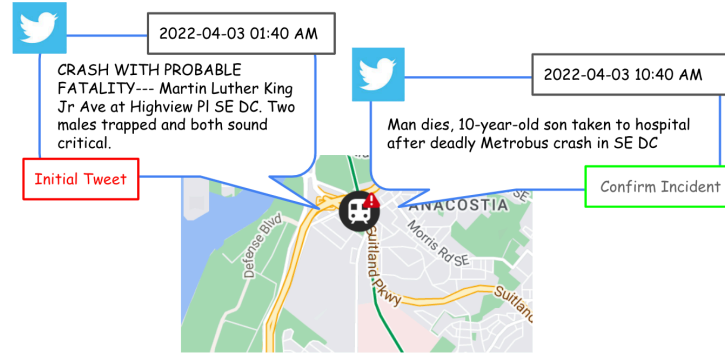 2022-04-03 01:40 AM
CRASH WITH PROBABLE
FATALITY--- Martin Luther King
Jr Ave at Highview Pl SE DC. Two
males trapped and both sound
critical.
Initial Tweet
2022-04-03 10:40 AM
Man dies, 10-year-old son taken to hospital
after deadly Metrobus crash in SE DC
Confirm Incident
ANACOSTIA
SE
Defense Blvd
Morris Rd SE
Suitland
Pkwy